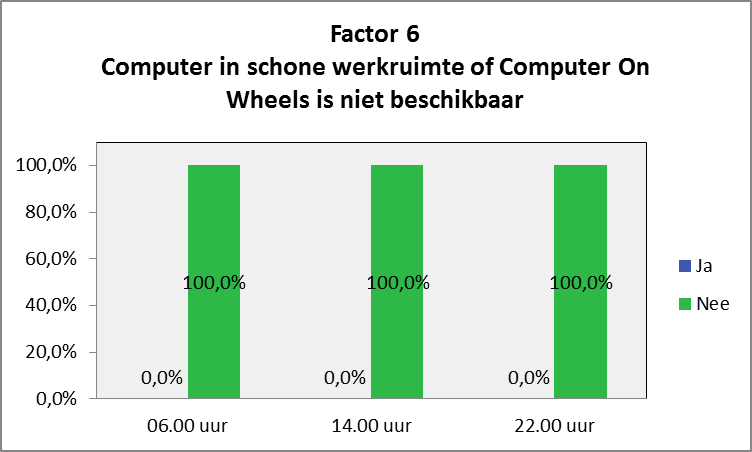 Factor 6
Computer in schone werkruimte of Computer On
Wheels is niet beschikbaar
100,0%
80,0%
60,0%
40,0%
20,0%
0,0%
100,0%
100,0%
100,0%
0,0%
0,0%
0,0%
06.00 uur
14.00 uur
22.00 uur
Ja
Nee